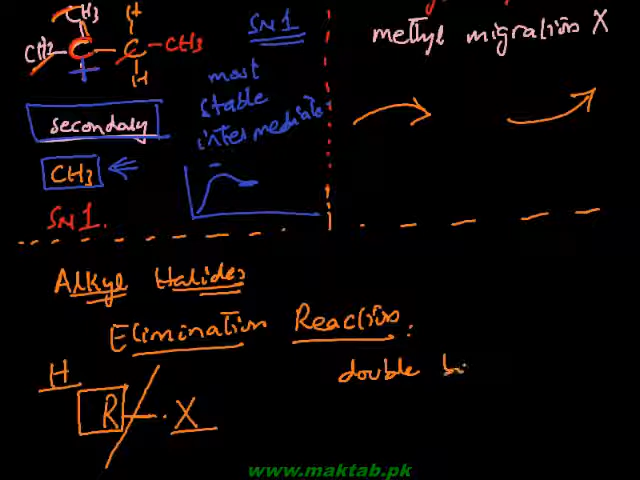 CH3 H
CH3 — C — C — CH3
+ H
SN1
most
stable
intermediate
methyl migration X
secondary
CH3
SN1.
Alkyl Halides
Elimination Reaction:
double
H
R — X
www.maktab.pk